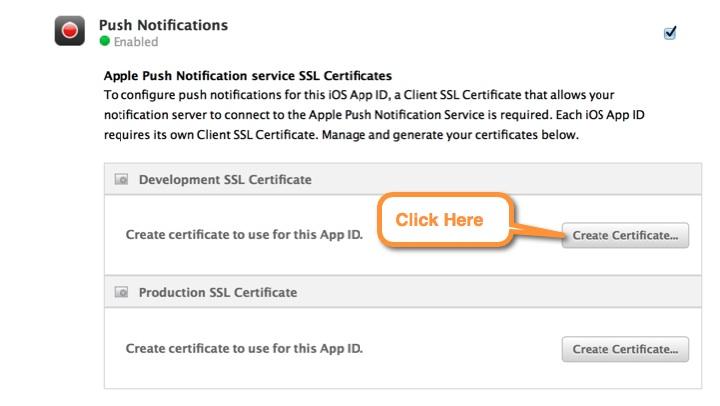 Push Notifications
Enabled
Apple Push Notification service SSL Certificates
To configure push notifications for this iOS App ID, a Client SSL Certificate that allows your
notification server to connect to the Apple Push Notification Service is required. Each iOS App ID
requires its own Client SSL Certificate. Manage and generate your certificates below.
Development SSL Certificate
Click Here
Create certificate to use for this App ID.
Create Certificate...
Production SSL Certificate
Create certificate to use for this App ID.
Create Certificate...